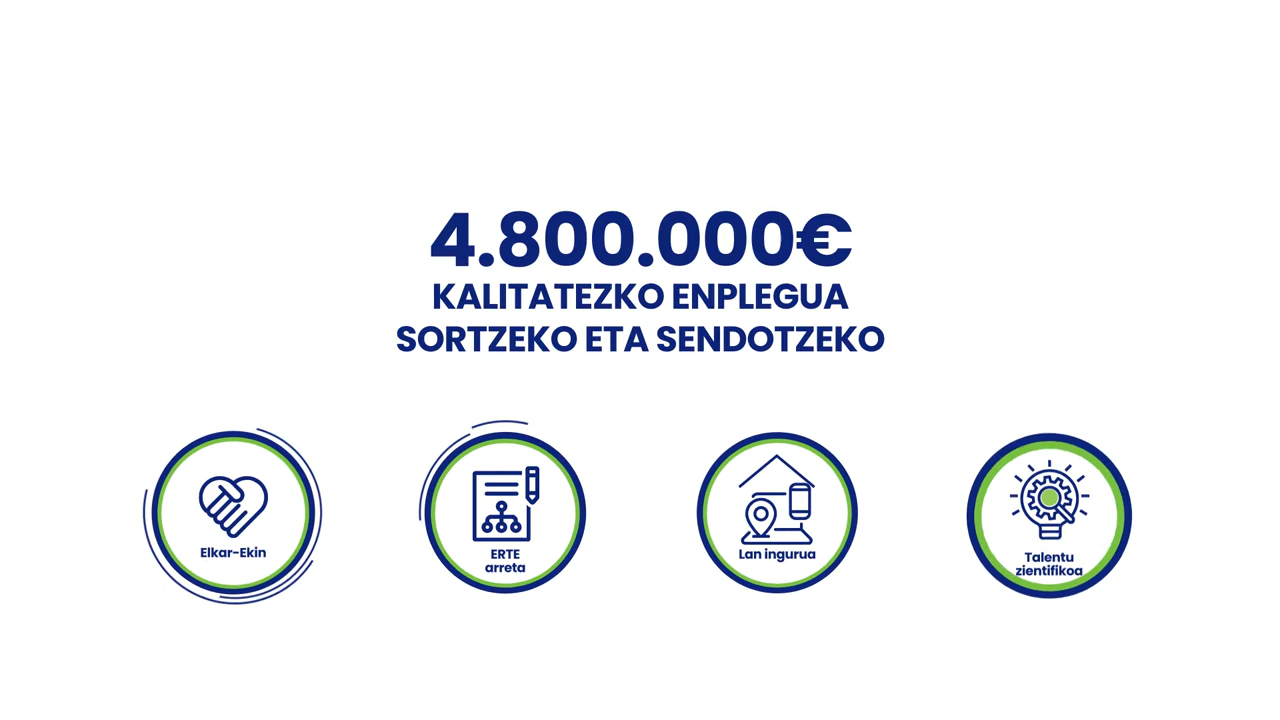 4.800.000€
KALITATEZKO ENPLEGUA
SORTZEKO ETA SENDOTZEKO
Elkar-Ekin
ERTE
arreta
Lan ingurua
Talentu
zientifikoa